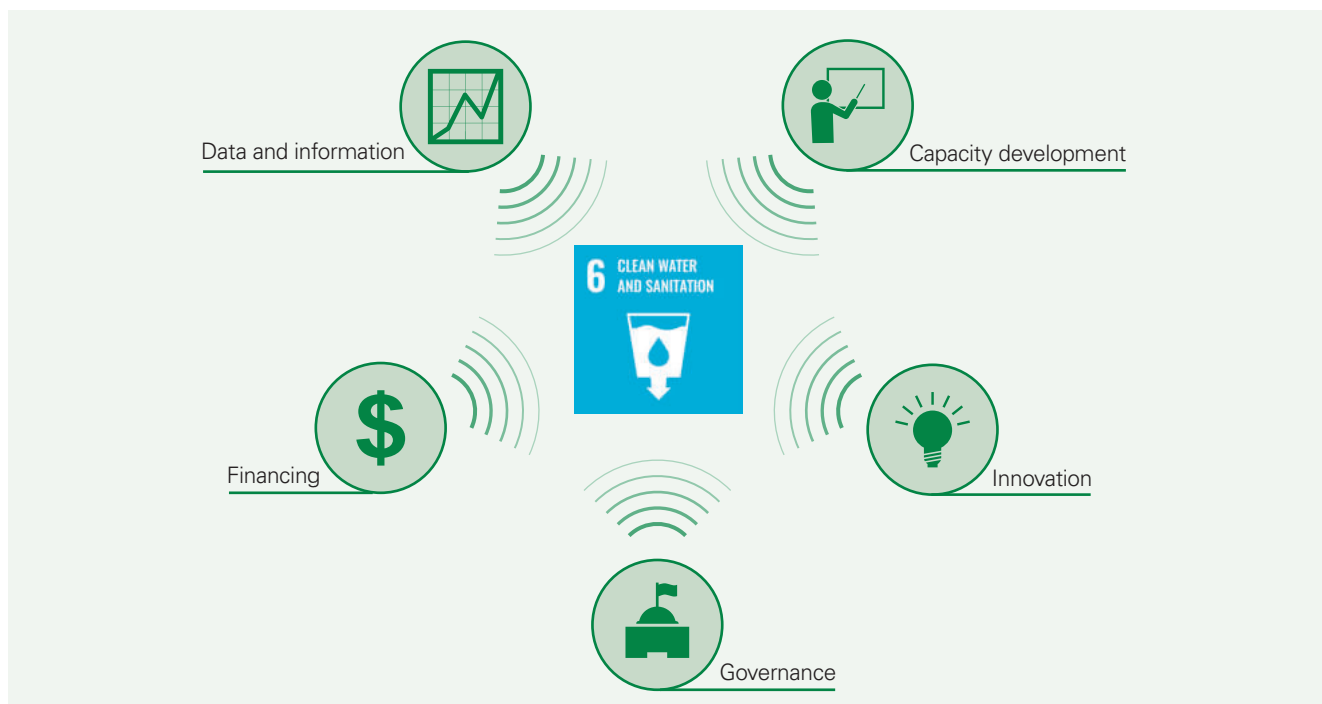 Data and information
Capacity development
6 CLEAN WATER
AND SANITATION
$
Financing
Innovation
Governance